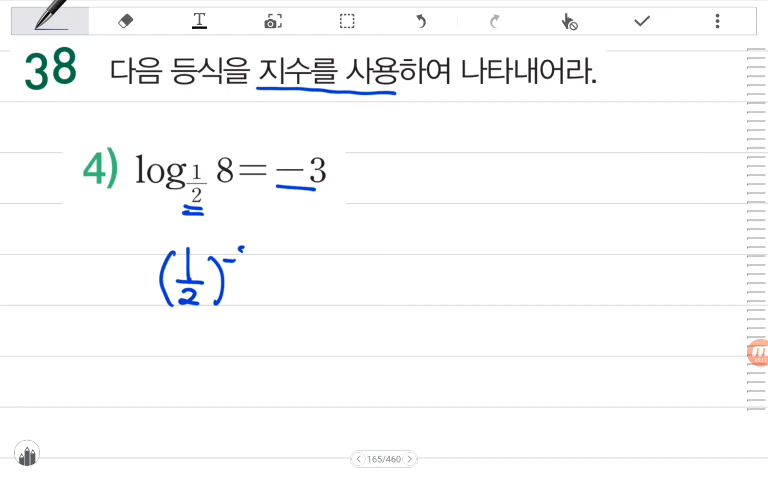 T
38 다음 등식을 지수를 사용하여 나타내어라.
4) log_{1/2} 8 = -3
(1/2)^-
165/460